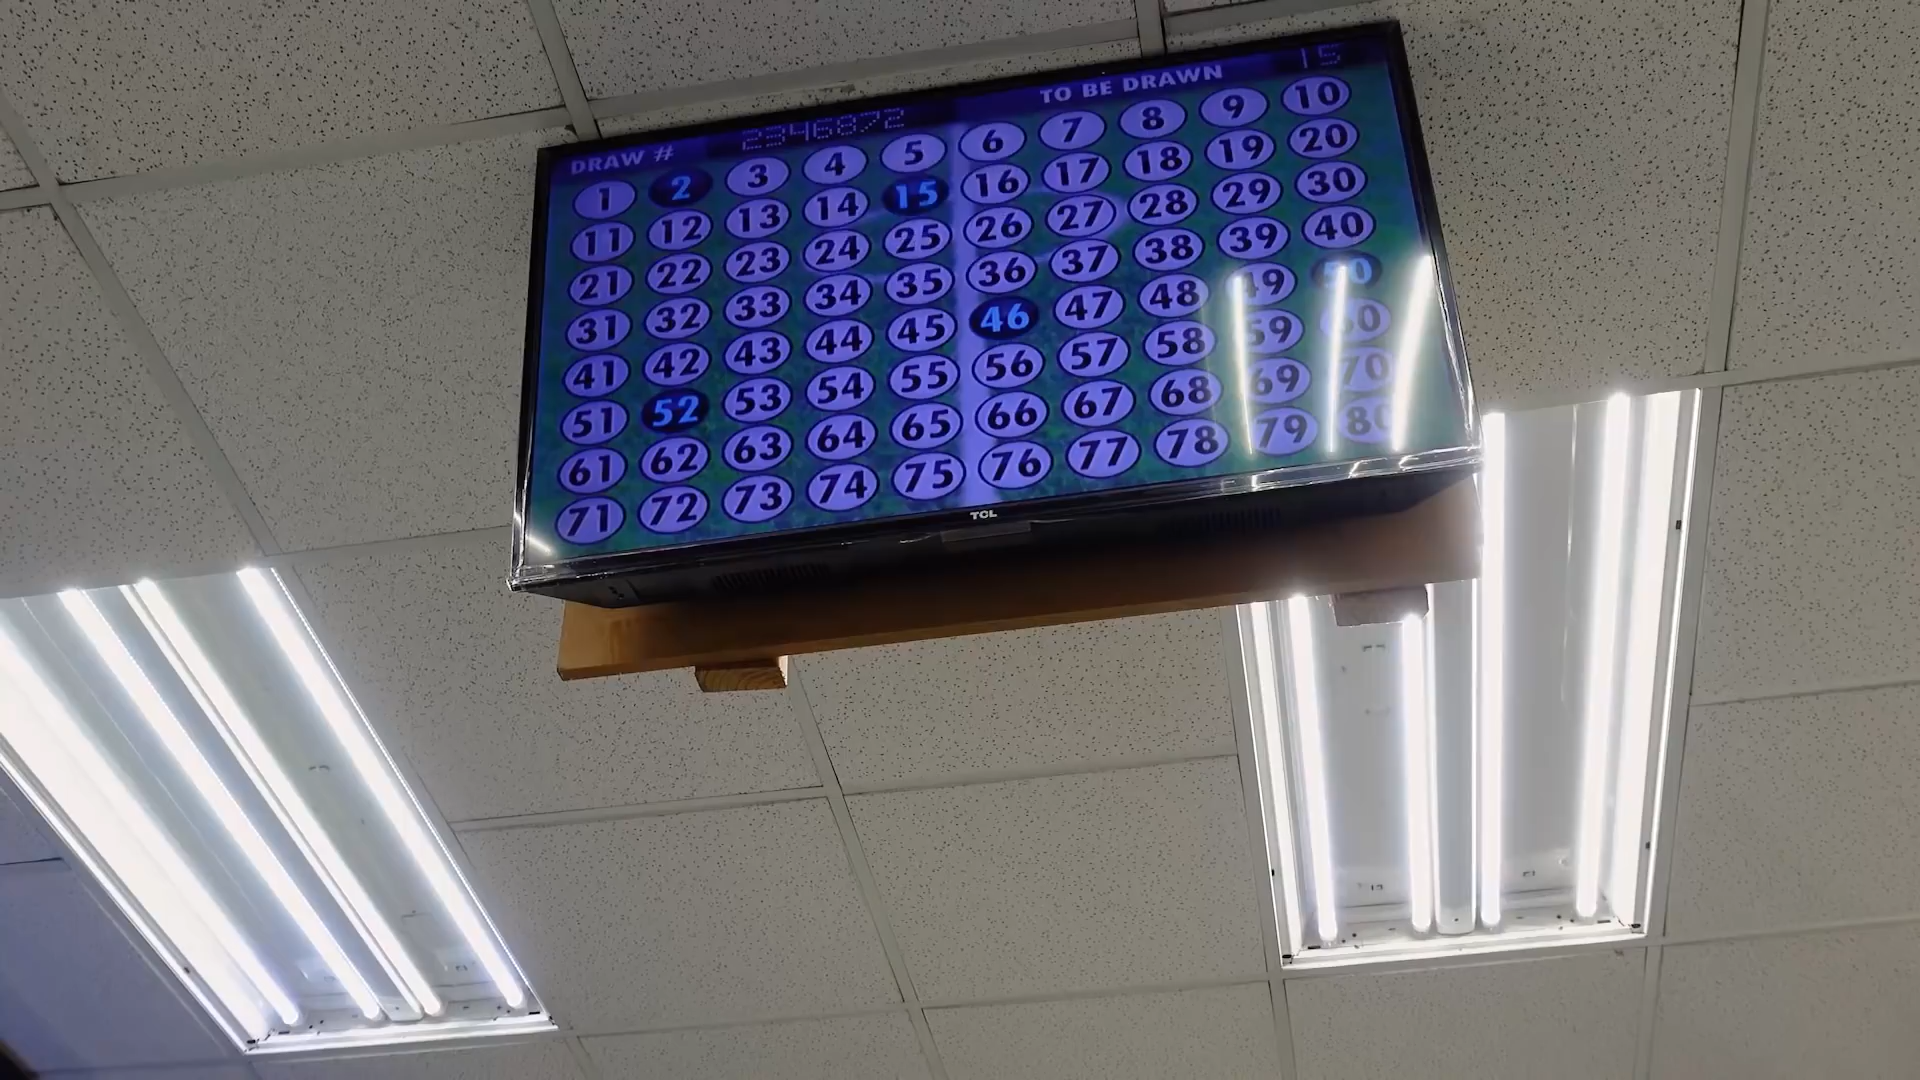 DRAW # 2346872 TO BE DRAWN 15
1 2 3 4 5 6 7 8 9 10
11 12 13 14 15 16 17 18 19 20
21 22 23 24 25 26 27 28 29 30
31 32 33 34 35 36 37 38 39 40
41 42 43 44 45 46 47 48 49 50
51 52 53 54 55 56 57 58 59 60
61 62 63 64 65 66 67 68 69 70
71 72 73 74 75 76 77 78 79 80
TCL